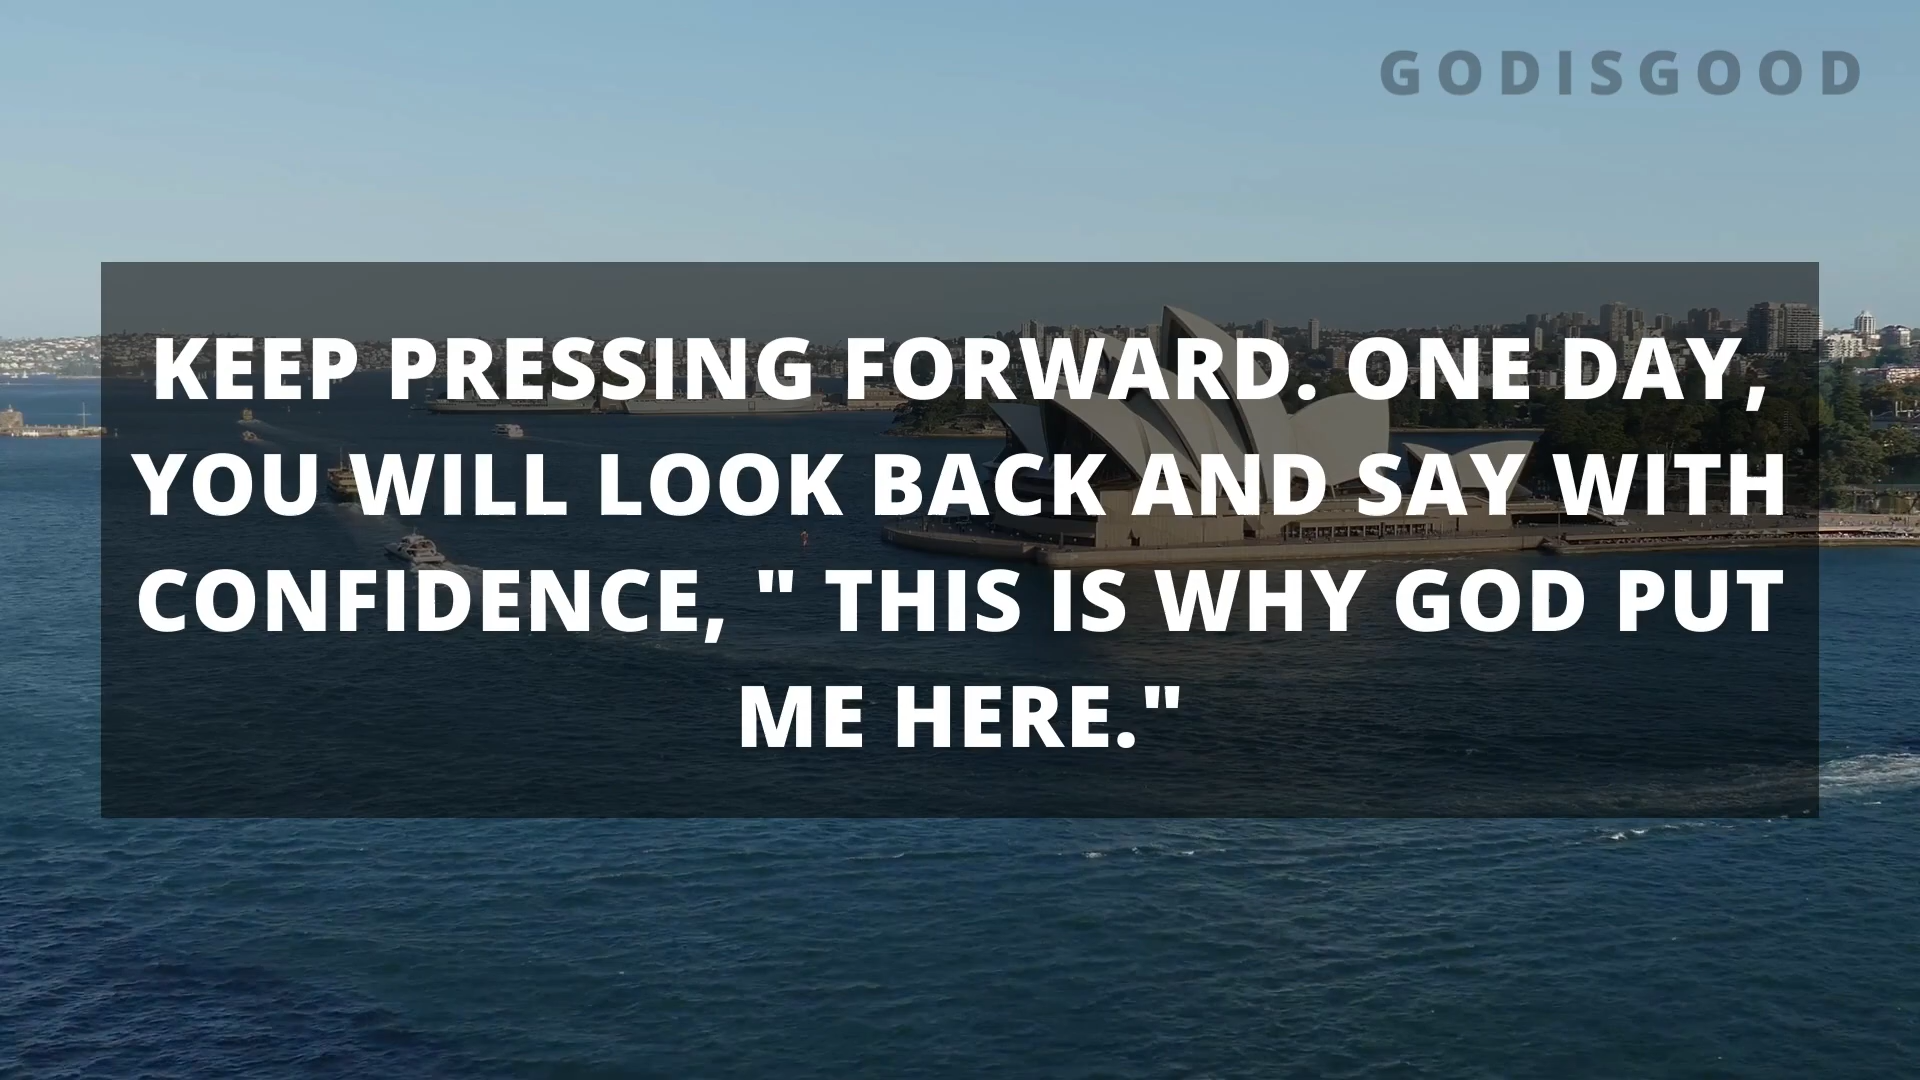 GODISGOOD
KEEP PRESSING FORWARD. ONE DAY,
YOU WILL LOOK BACK AND SAY WITH
CONFIDENCE, " THIS IS WHY GOD PUT
ME HERE."